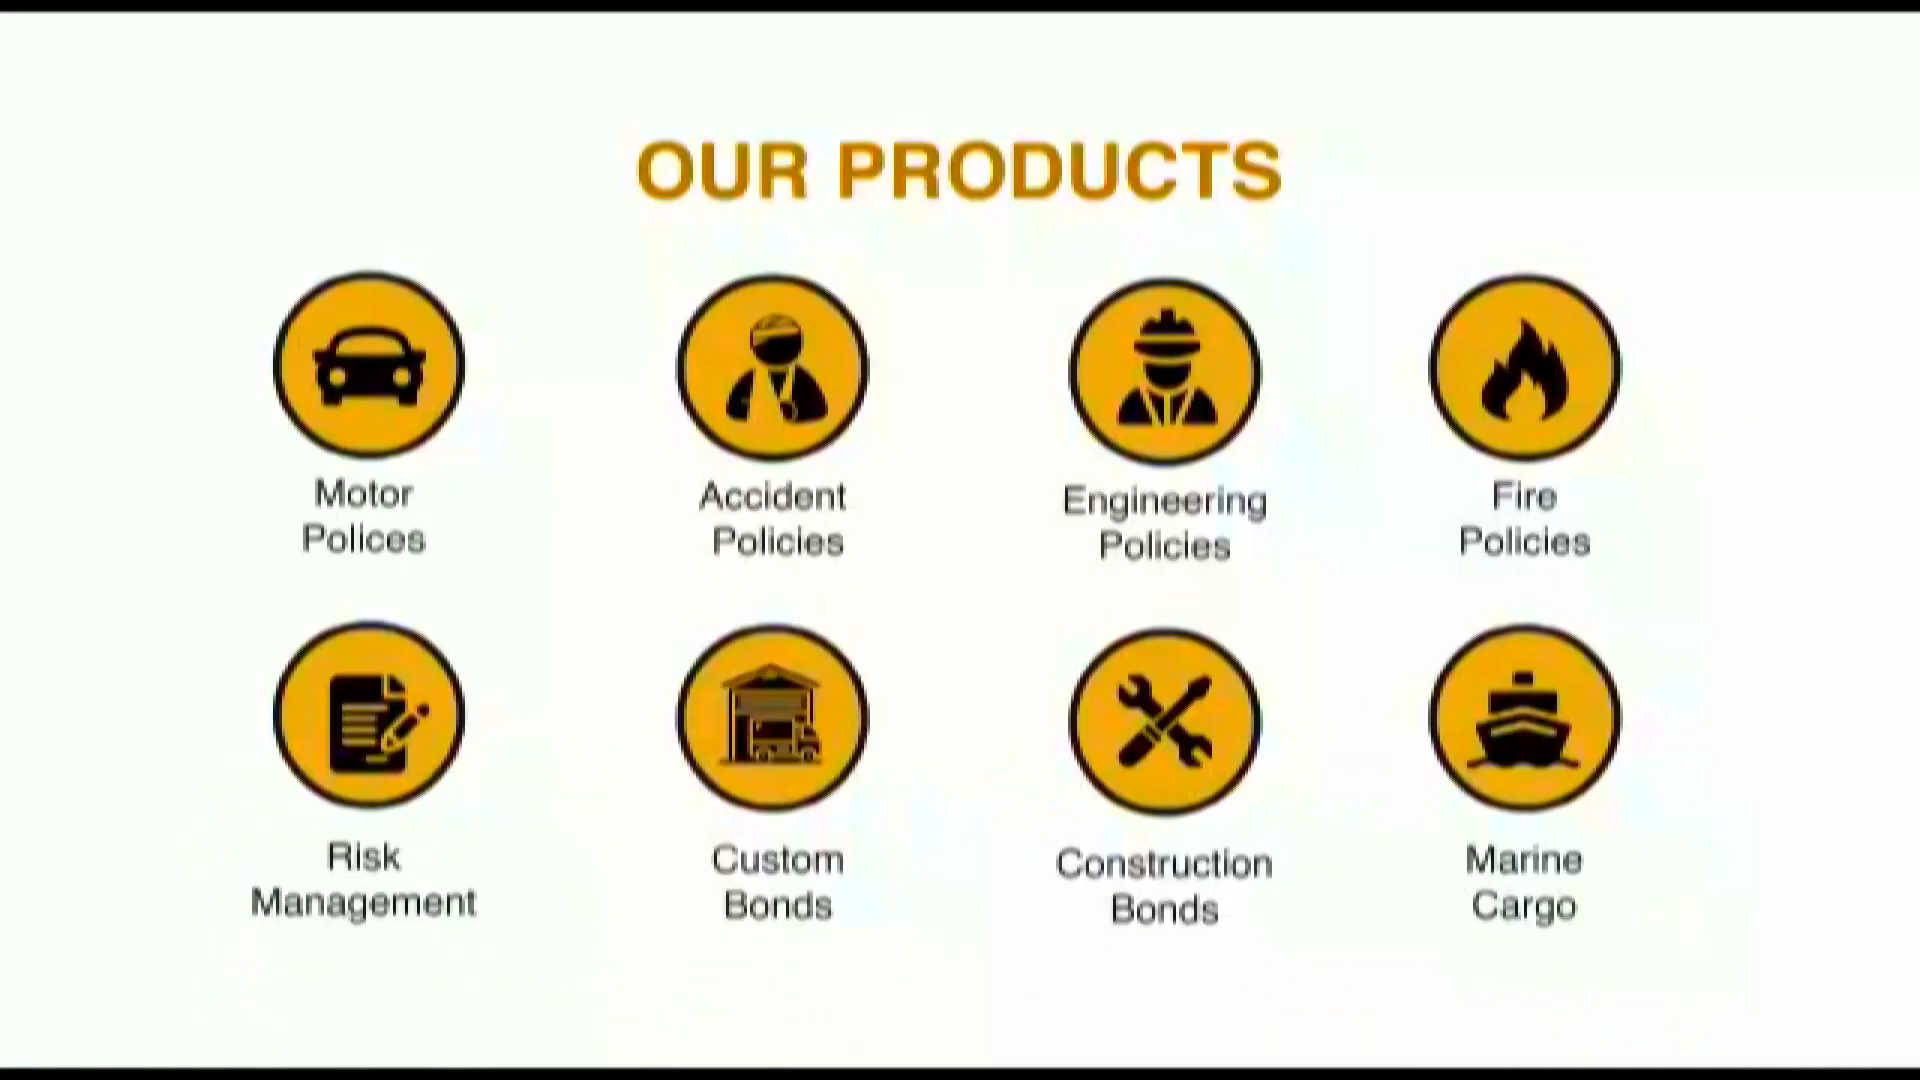 OUR PRODUCTS
Motor
Polices
Accident
Policies
Engineering
Policies
Fire
Policies
Risk
Management
Custom
Bonds
Construction
Bonds
Marine
Cargo